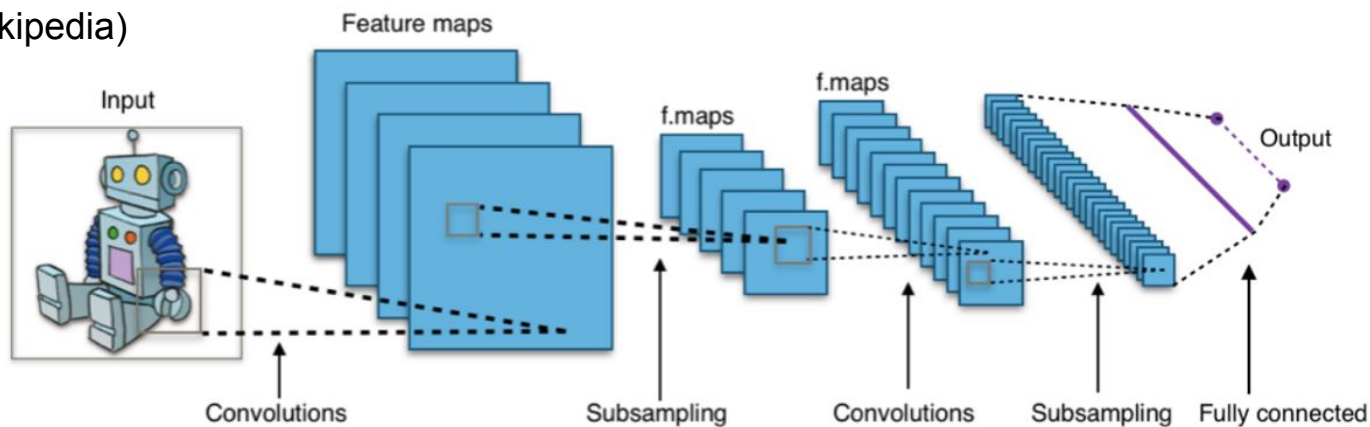 kipedia)
Feature maps
Input
f.maps
f.maps
Output
Convolutions
Subsampling
Convolutions
Subsampling
Fully connected